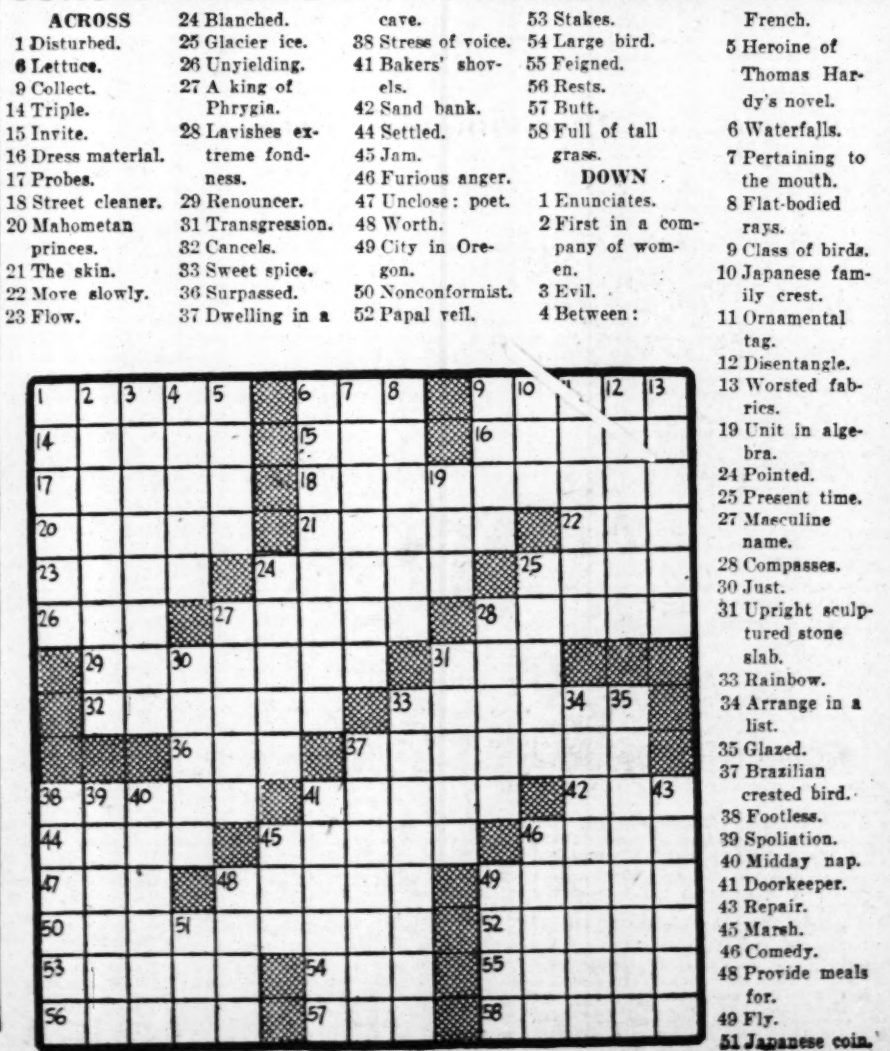 ACROSS
1 Disturbed.
6 Lettuce.
9 Collect.
14 Triple.
15 Invite.
16 Dress material.
17 Probes.
18 Street cleaner.
20 Mahometan
princes.
21 The skin.
22 Move slowly.
23 Flow.
24 Blanched.
25 Glacier ice.
26 Unyielding.
27 A king of
Phrygia.
28 Lavishes ex-
treme fond-
ness.
29 Renouncer.
31 Transgression.
32 Cancels.
33 Sweet spice.
36 Surpassed.
37 Dwelling in a
cave.
38 Stress of voice.
41 Bakers' shov-
els.
42 Sand bank.
44 Settled.
45 Jam.
46 Furious anger.
47 Unclose: poet.
48 Worth.
49 City in Ore-
gon.
50 Nonconformist.
52 Papal veil.
53 Stakes.
54 Large bird.
55 Feigned.
56 Rests.
57 Butt.
58 Full of tall
grass.
DOWN
1 Enunciates.
2 First in a com-
pany of wom-
en.
3 Evil.
4 Between:
French.
5 Heroine of
Thomas Har-
dy's novel.
6 Waterfalls.
7 Pertaining to
the mouth.
8 Flat-bodied
rays.
9 Class of birds.
10 Japanese fam-
ily crest.
11 Ornamental
tag.
12 Disentangle.
13 Worsted fab-
rics.
19 Unit in alge-
bra.
24 Pointed.
25 Present time.
27 Masculine
name.
28 Compasses.
30 Just.
31 Upright sculp-
tured stone
slab.
33 Rainbow.
34 Arrange in a
list.
35 Glazed.
37 Brazilian
crested bird.
38 Footless.
39 Spoliation.
40 Midday nap.
41 Doorkeeper.
43 Repair.
45 Marsh.
46 Comedy.
48 Provide meals
for.
49 Fly.
51 Japanese coin.
1 2 3 4 5 6 7 8 9 10 11 12 13
14 15 16
17 18 19
20 21 22
23 24 25
26 27 28
29 30 31
32 33 34 35
36 37
38 39 40 41 42 43
44 45 46
47 48 49
50 51 52
53 54 55
56 57 58